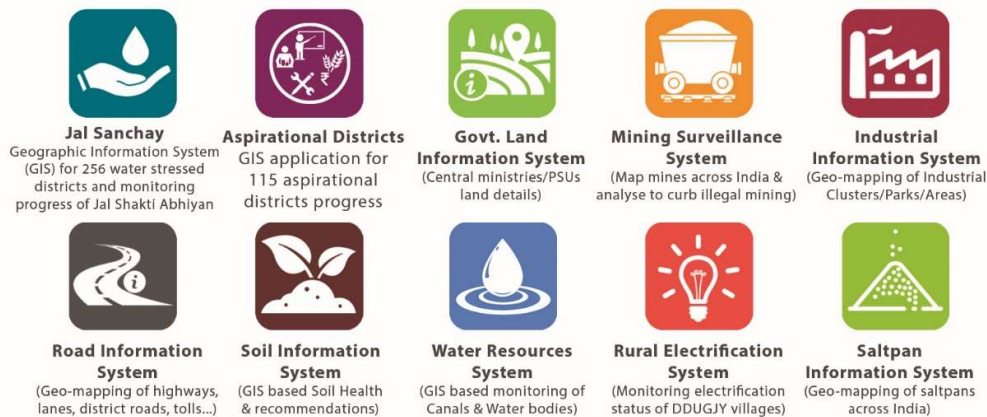 Jal Sanchay
Geographic Information System
(GIS) for 256 water stressed
districts and monitoring
progress of Jal Shakti Abhiyan
Aspirational Districts
GIS application for
115 aspirational
districts progress
Govt. Land
Information System
(Central ministries/PSUs
land details)
Mining Surveillance
System
(Map mines across India &
analyse to curb illegal mining)
Industrial
Information System
(Geo-mapping of Industrial
Clusters/Parks/Areas)
Road Information
System
(Geo-mapping of highways,
lanes, district roads, tolls...)
Soil Information
System
(GIS based Soil Health
& recommendations)
Water Resources
System
(GIS based monitoring of
Canals & Water bodies)
Rural Electrification
System
(Monitoring electrification
status of DDUGJY villages)
Saltpan
Information System
(Geo-mapping of saltpans
across India)